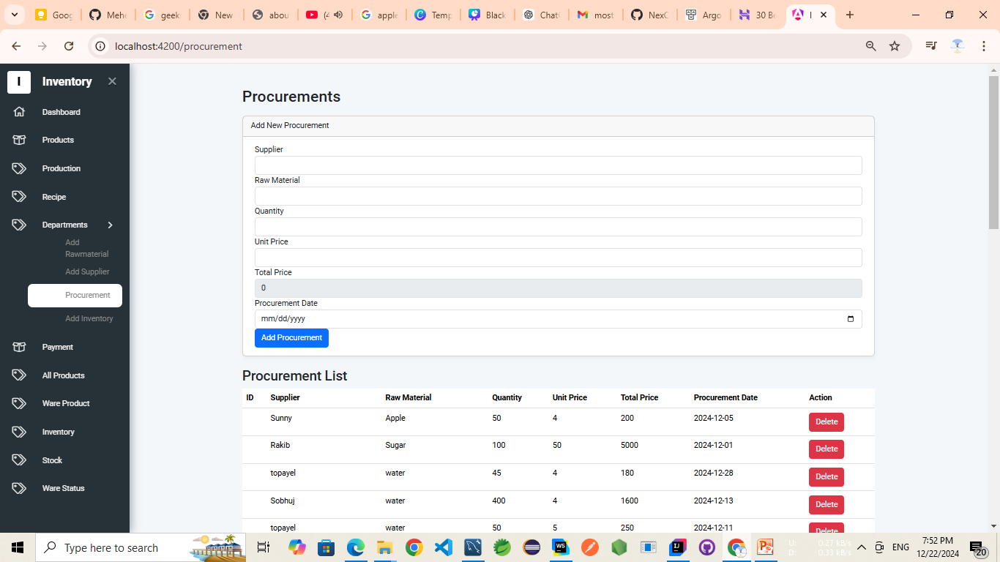 Goog
Mehe
geeks
New
abou
(4
apple
Temp
Black
Chat
most
NexC
Argo
30 Be
I
localhost:4200/procurement
I Inventory
Dashboard
Products
Production
Recipe
Departments
Add
Rawmaterial
Add Supplier
Procurement
Add Inventory
Payment
All Products
Ware Product
Inventory
Stock
Ware Status
Procurements
Add New Procurement
Supplier
Raw Material
Quantity
Unit Price
Total Price
0
Procurement Date
mm/dd/yyyy
Add Procurement
Procurement List
ID Supplier Raw Material Quantity Unit Price Total Price Procurement Date Action
Sunny Apple 50 4 200 2024-12-05 Delete
Rakib Sugar 100 50 5000 2024-12-01 Delete
topayel water 45 4 180 2024-12-28 Delete
Sobhuj water 400 4 1600 2024-12-13 Delete
topayel water 50 5 250 2024-12-11 Delete
Type here to search
U: 0.27 kB/s
D: 0.33 kB/s
ENG
7:52 PM
12/22/2024
20